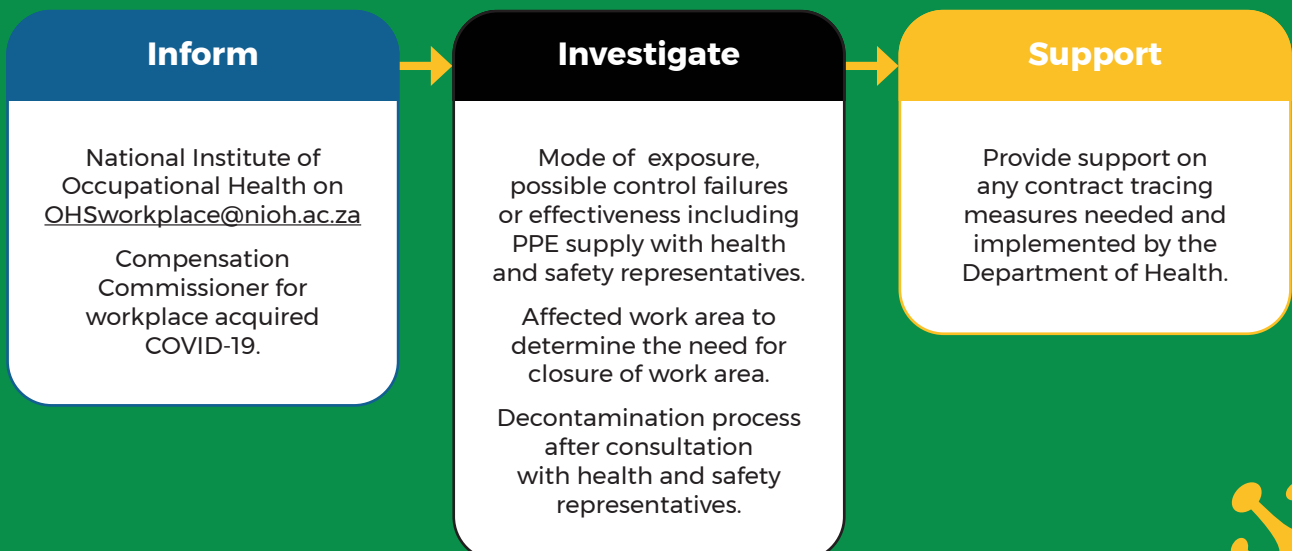 Inform
National Institute of
Occupational Health on
OHSworkplace@nioh.ac.za
Compensation
Commissioner for
workplace acquired
COVID-19.
Investigate
Mode of exposure,
possible control failures
or effectiveness including
PPE supply with health
and safety representatives.
Affected work area to
determine the need for
closure of work area.
Decontamination process
after consultation
with health and safety
representatives.
Support
Provide support on
any contract tracing
measures needed and
implemented by the
Department of Health.